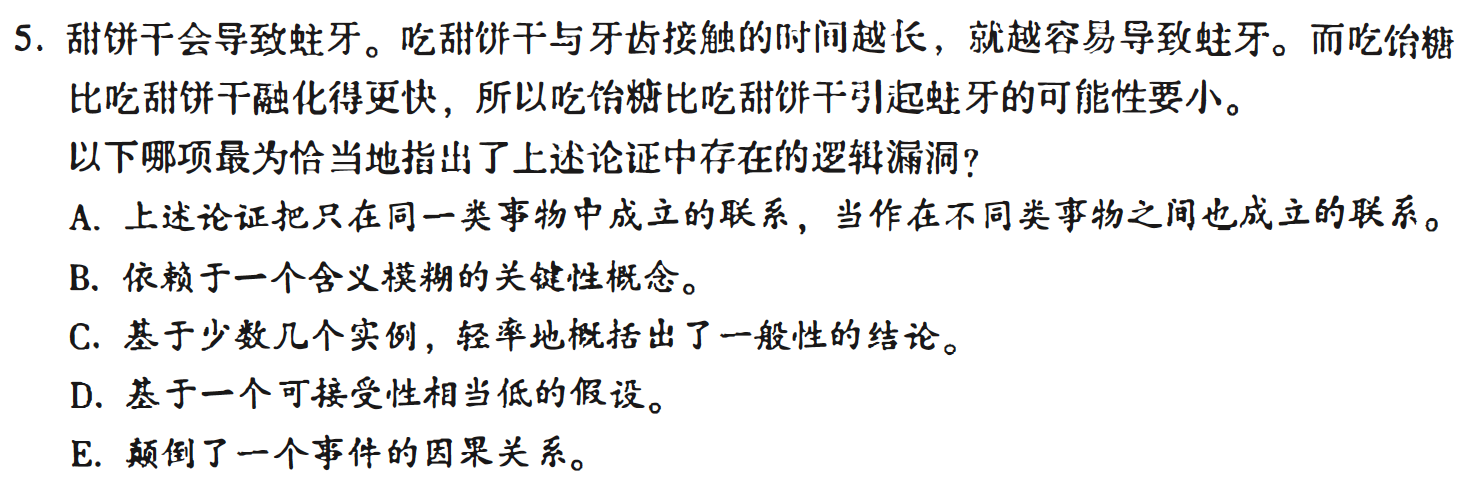 5. 甜饼干会导致蛀牙。吃甜饼干与牙齿接触的时间越长，就越容易导致蛀牙。而吃饴糖
比吃甜饼干融化得更快，所以吃饴糖比吃甜饼干引起蛀牙的可能性要小。
以下哪项最为恰当地指出了上述论证中存在的逻辑漏洞？
A. 上述论证把只在同一类事物中成立的联系，当作在不同类事物之间也成立的联系。
B. 依赖于一个含义模糊的关键性概念。
C. 基于少数几个实例，轻率地概括出了一般性的结论。
D. 基于一个可接受性相当低的假设。
E. 颠倒了一个事件的因果关系。